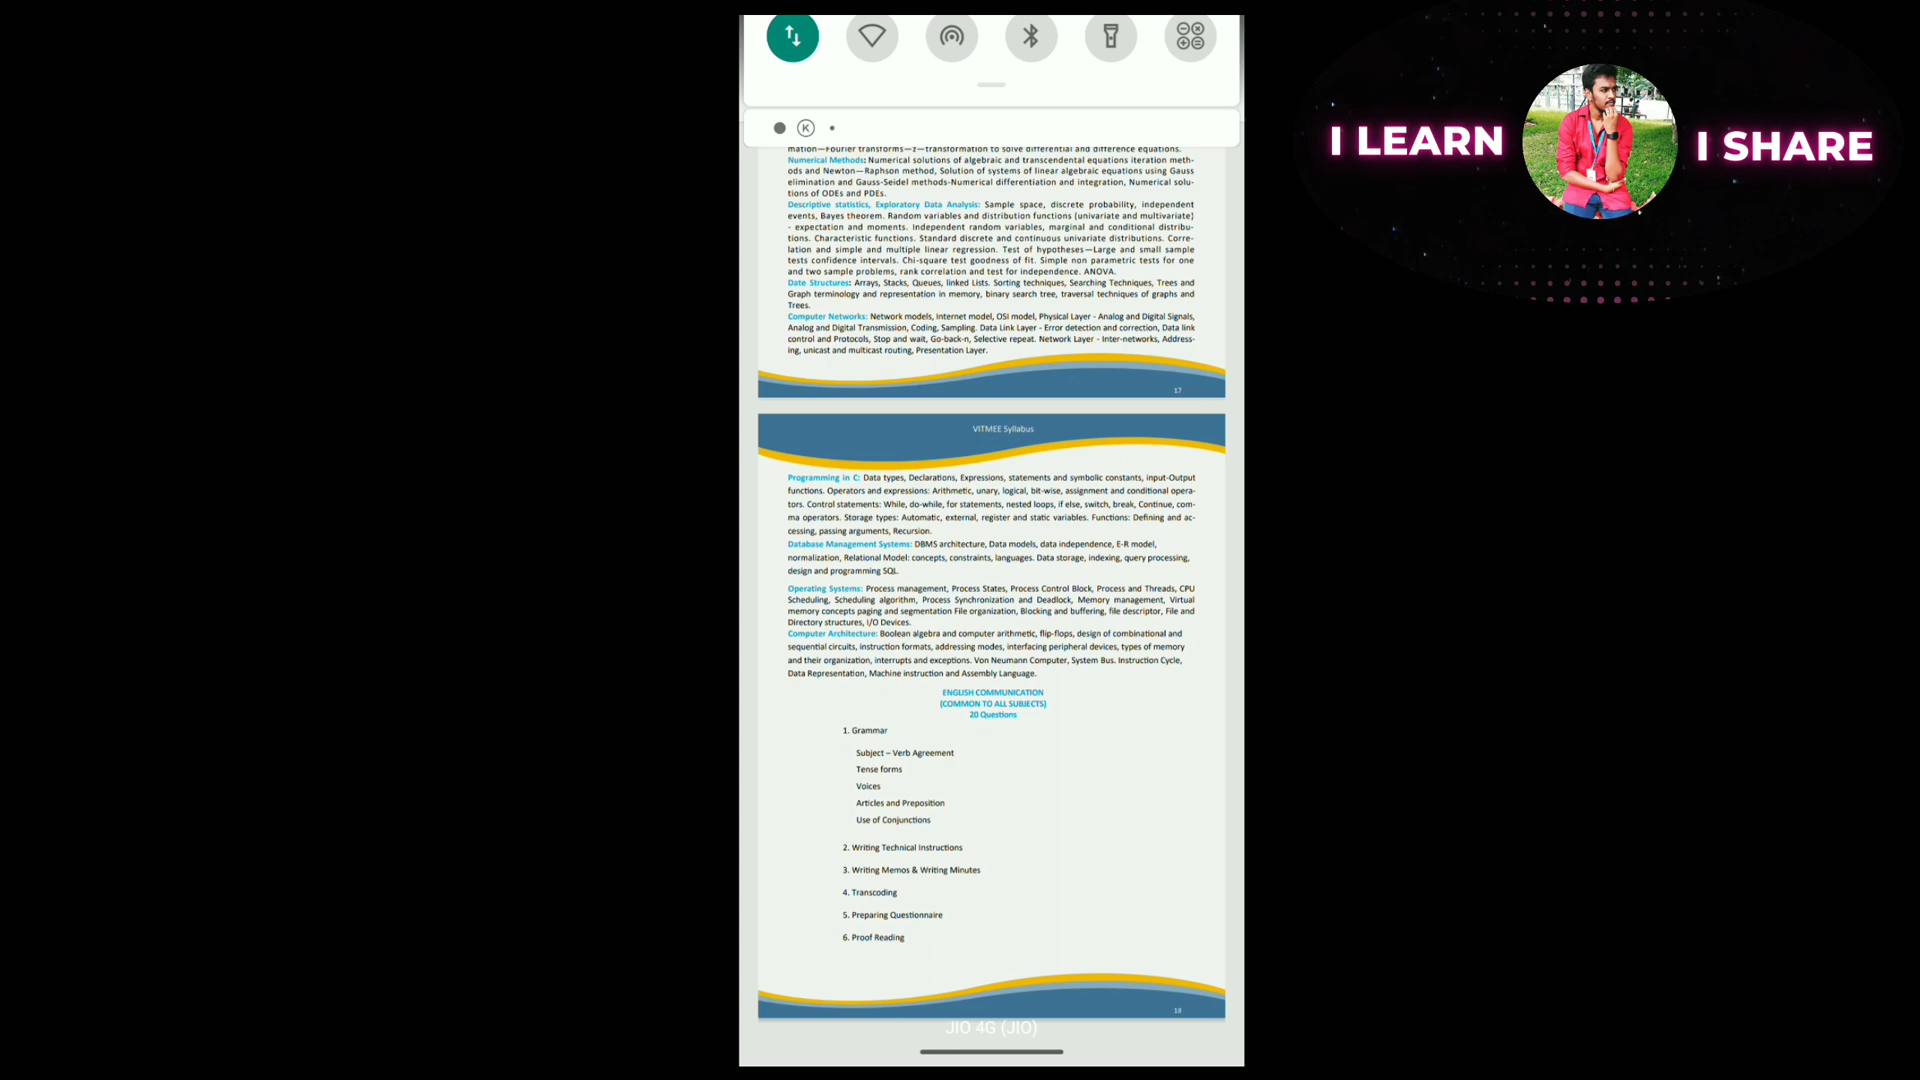 I LEARN
I SHARE
K
mation—Fourier transforms—z—transformation to solve differential and difference equations.
Numerical Methods: Numerical solutions of algebraic and transcendental equations iteration meth-
ods and Newton—Raphson method, Solution of systems of linear algebraic equations using Gauss
elimination and Gauss-Seidel methods-Numerical differentiation and integration, Numerical solu-
tions of ODEs and PDEs.
Descriptive statistics, Exploratory Data Analysis: Sample space, discrete probability, independent
events, Bayes theorem. Random variables and distribution functions (univariate and multivariate)
- expectation and moments. Independent random variables, marginal and conditional distribu-
tions. Characteristic functions. Standard discrete and continuous univariate distributions. Corre-
lation and simple and multiple linear regression. Test of hypotheses—Large and small sample
tests confidence intervals. Chi-square test goodness of fit. Simple non parametric tests for one
and two sample problems, rank correlation and test for independence. ANOVA.
Date Structures: Arrays, Stacks, Queues, linked Lists. Sorting techniques, Searching Techniques, Trees and
Graph terminology and representation in memory, binary search tree, traversal techniques of graphs and
Trees.
Computer Networks: Network models, Internet model, OSI model, Physical Layer - Analog and Digital Signals,
Analog and Digital Transmission, Coding, Sampling. Data Link Layer - Error detection and correction, Data link
control and Protocols, Stop and wait, Go-back-n, Selective repeat. Network Layer - Inter-networks, Address-
ing, unicast and multicast routing, Presentation Layer.
17
VITMEE Syllabus
Programming in C: Data types, Declarations, Expressions, statements and symbolic constants, input-Output
functions. Operators and expressions: Arithmetic, unary, logical, bit-wise, assignment and conditional opera-
tors. Control statements: While, do-while, for statements, nested loops, if else, switch, break, Continue, com-
ma operators. Storage types: Automatic, external, register and static variables. Functions: Defining and ac-
cessing, passing arguments, Recursion.
Database Management Systems: DBMS architecture, Data models, data independence, E-R model,
normalization, Relational Model: concepts, constraints, languages. Data storage, indexing, query processing,
design and programming SQL.
Operating Systems: Process management, Process States, Process Control Block, Process and Threads, CPU
Scheduling, Scheduling algorithm, Process Synchronization and Deadlock, Memory management, Virtual
memory concepts paging and segmentation File organization, Blocking and buffering, file descriptor, File and
Directory structures, I/O Devices.
Computer Architecture: Boolean algebra and computer arithmetic, flip-flops, design of combinational and
sequential circuits, instruction formats, addressing modes, interfacing peripheral devices, types of memory
and their organization, interrupts and exceptions. Von Neumann Computer, System Bus. Instruction Cycle,
Data Representation, Machine instruction and Assembly Language.
ENGLISH COMMUNICATION
(COMMON TO ALL SUBJECTS)
20 Questions
1. Grammar
Subject – Verb Agreement
Tense forms
Voices
Articles and Preposition
Use of Conjunctions
2. Writing Technical Instructions
3. Writing Memos & Writing Minutes
4. Transcoding
5. Preparing Questionnaire
6. Proof Reading
18
JIO 4G (JIO)